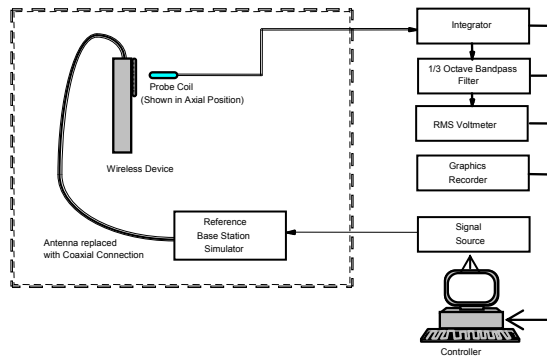 Integrator
1/3 Octave Bandpass
Filter
RMS Voltmeter
Graphics
Recorder
Signal
Source
Controller
Probe Coil
(Shown in Axial Position)
Wireless Device
Reference
Base Station
Simulator
Antenna replaced
with Coaxial Connection